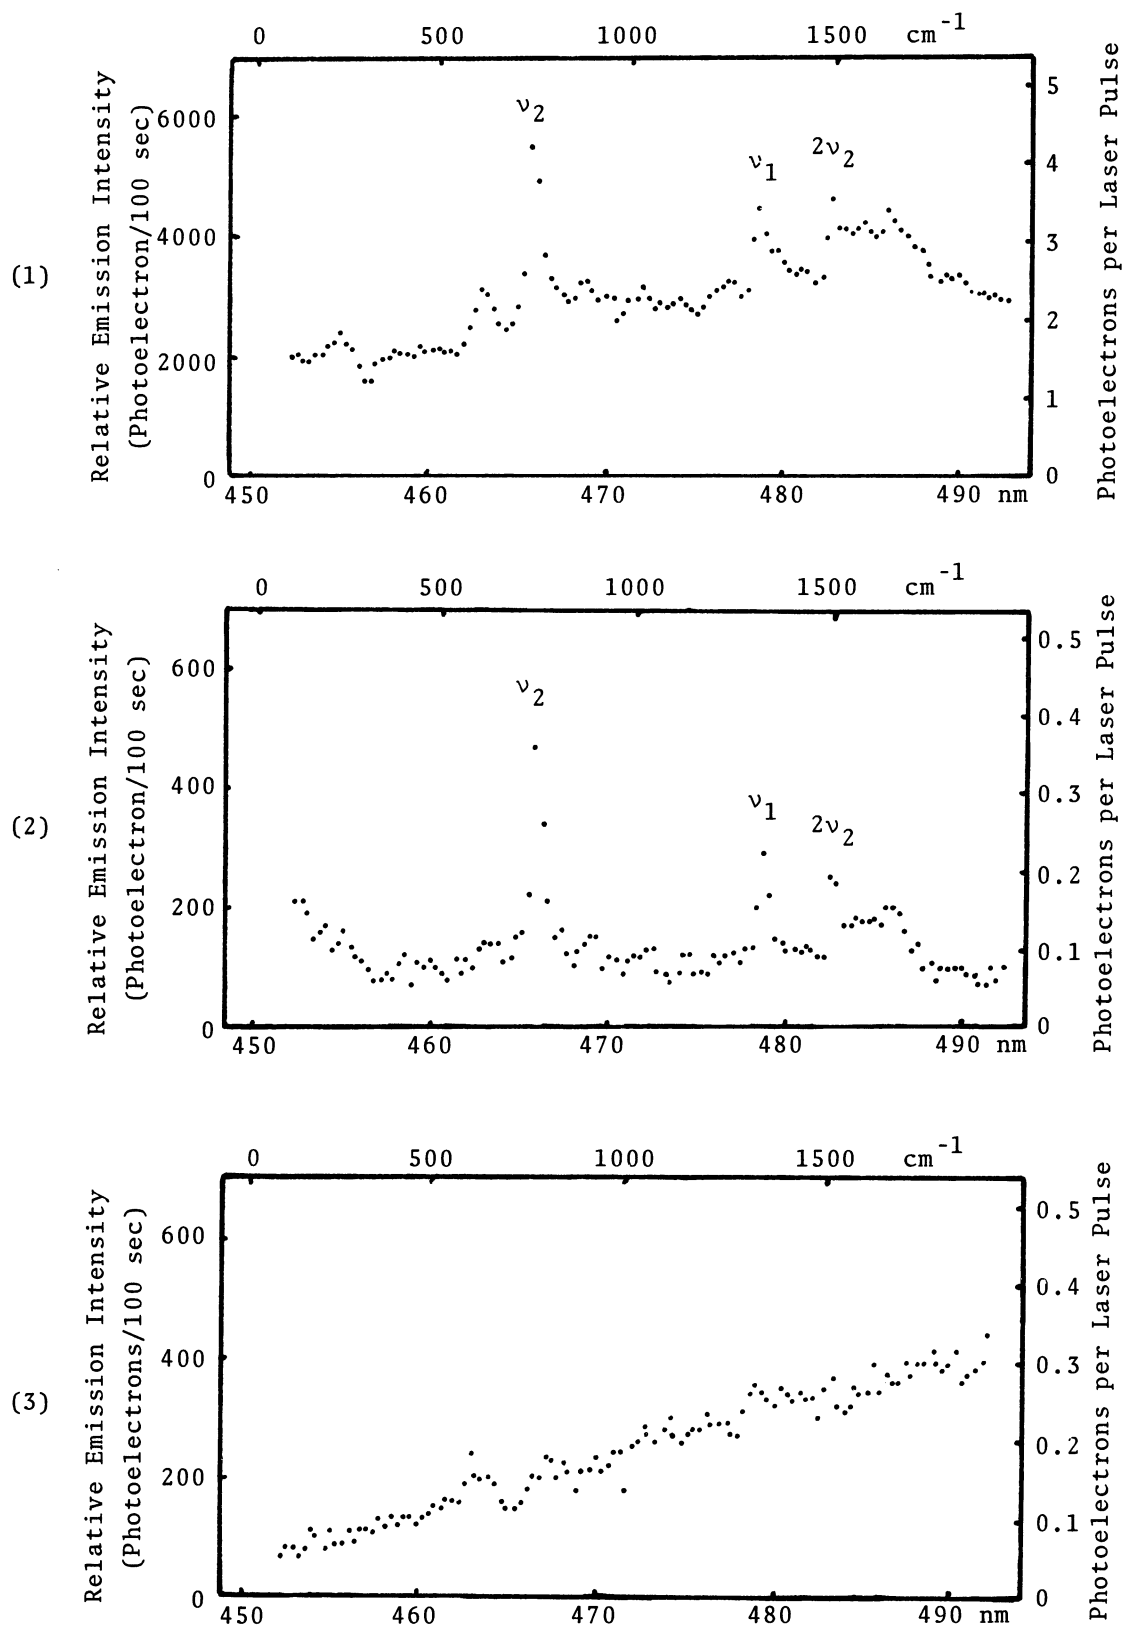 0 500 1000 1500 cm-1
(1)
Relative Emission Intensity
(Photoelectron/100 sec)
6000
4000
2000
0
ν2
ν1
2ν2
5
4
3
2
1
0
Photoelectrons per Laser Pulse
450 460 470 480 490 nm
0 500 1000 1500 cm-1
(2)
Relative Emission Intensity
(Photoelectron/100 sec)
600
400
200
0
ν2
ν1
2ν2
0.5
0.4
0.3
0.2
0.1
0
Photoelectrons per Laser Pulse
450 460 470 480 490 nm
0 500 1000 1500 cm-1
(3)
Relative Emission Intensity
(Photoelectrons/100 sec)
600
400
200
0
0.5
0.4
0.3
0.2
0.1
0
Photoelectrons per Laser Pulse
450 460 470 480 490 nm